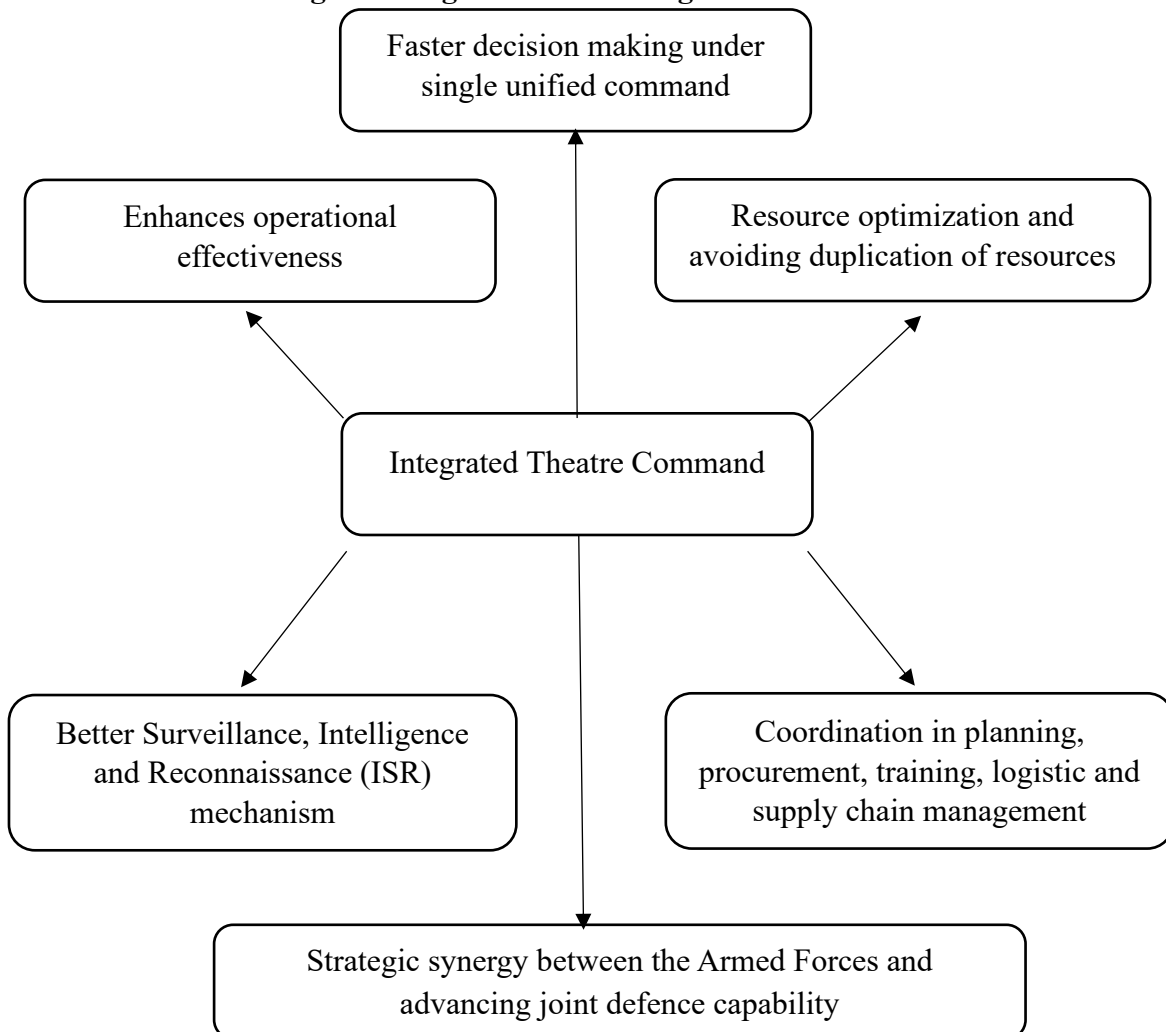 Faster decision making under
single unified command
Enhances operational
effectiveness
Resource optimization and
avoiding duplication of resources
Integrated Theatre Command
Better Surveillance, Intelligence
and Reconnaissance (ISR)
mechanism
Coordination in planning,
procurement, training, logistic and
supply chain management
Strategic synergy between the Armed Forces and
advancing joint defence capability